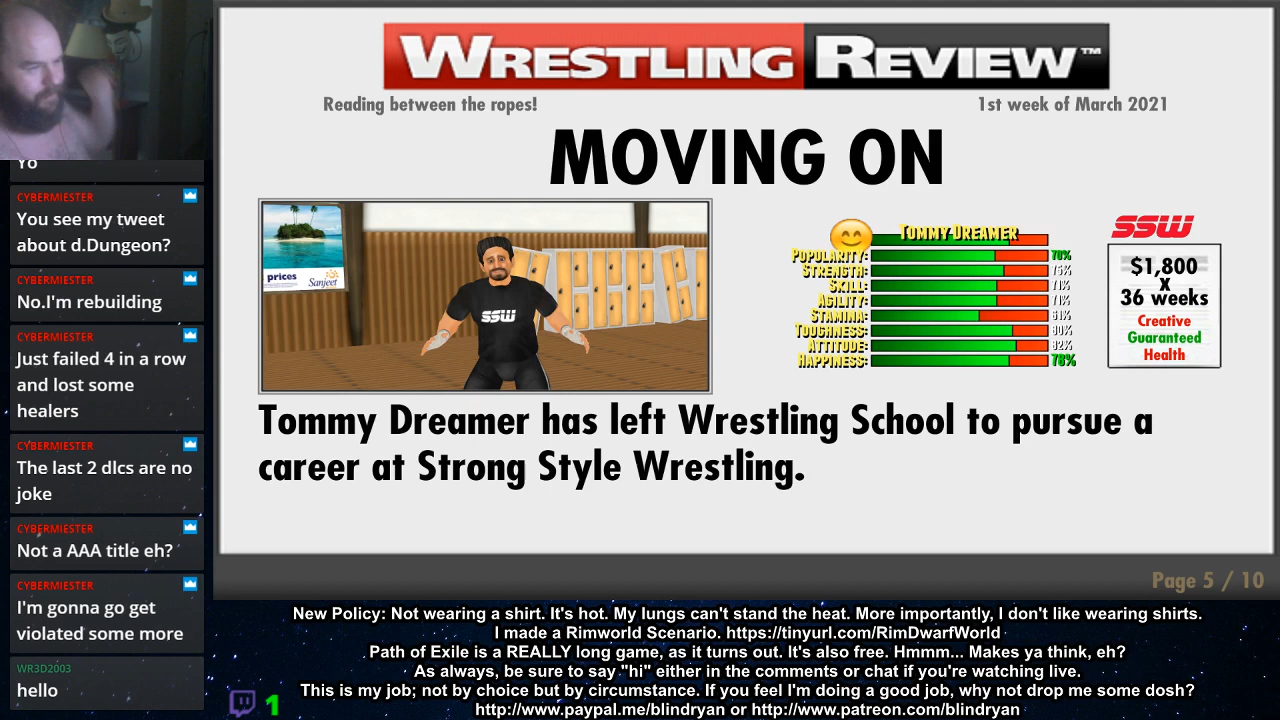 Yo
CYBERMIESTER
You see my tweet
about d.Dungeon?
CYBERMIESTER
No.I'm rebuilding
CYBERMIESTER
Just failed 4 in a row
and lost some
healers
CYBERMIESTER
The last 2 dlcs are no
joke
CYBERMIESTER
Not a AAA title eh?
CYBERMIESTER
I'm gonna go get
violated some more
WR3D2003
hello
WRESTLING REVIEW™
Reading between the ropes!
1st week of March 2021
MOVING ON
prices
Sanjeet
SSW
TOMMY DREAMER
POPULARITY: 70%
STRENGTH: 75%
SKILL: 71%
AGILITY: 71%
STAMINA: 61%
TOUGHNESS: 80%
ATTITUDE: 82%
HAPPINESS: 78%
SSW
$1,800
X
36 weeks
Creative
Guaranteed
Health
Tommy Dreamer has left Wrestling School to pursue a
career at Strong Style Wrestling.
Page 5 / 10
New Policy: Not wearing a shirt. It's hot. My lungs can't stand the heat. More importantly, I don't like wearing shirts.
I made a Rimworld Scenario. https://tinyurl.com/RimDwarfWorld
Path of Exile is a REALLY long game, as it turns out. It's also free. Hmmm... Makes ya think, eh?
As always, be sure to say "hi" either in the comments or chat if you're watching live.
This is my job; not by choice but by circumstance. If you feel I'm doing a good job, why not drop me some dosh?
http://www.paypal.me/blindryan or http://www.patreon.com/blindryan
1